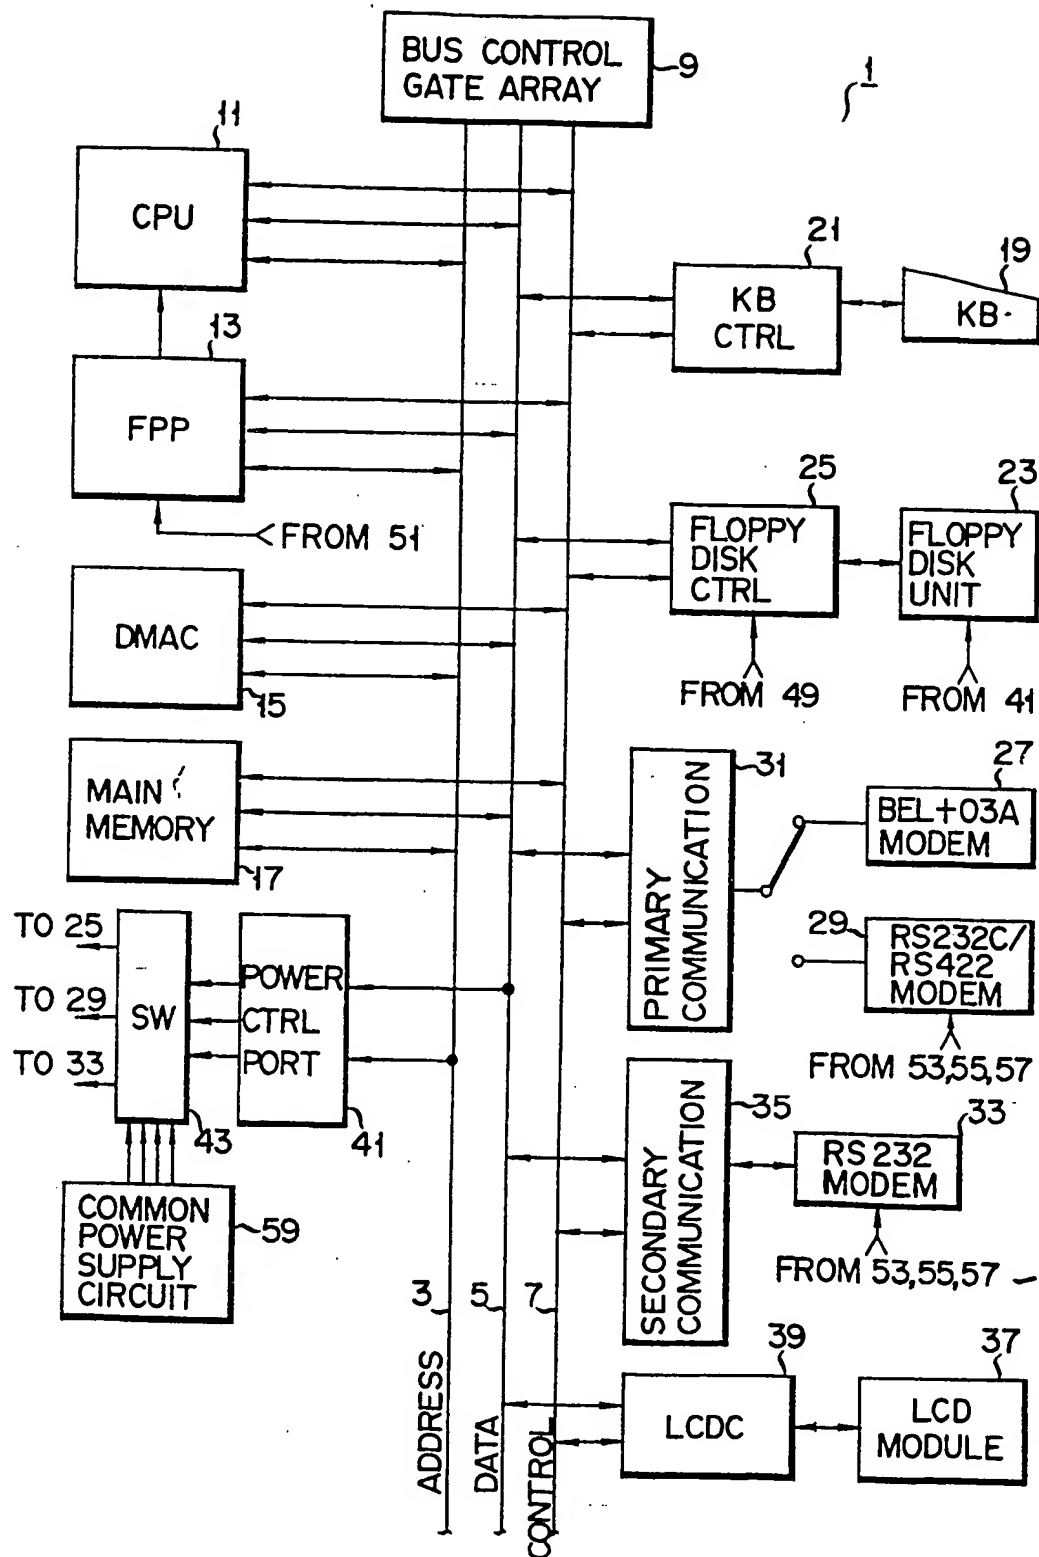 BUS CONTROL
GATE ARRAY
9
1
11
CPU
21
KB
CTRL
19
KB
13
FPP
FROM 51
25
FLOPPY
DISK
CTRL
23
FLOPPY
DISK
UNIT
FROM 49
FROM 41
DMAC
15
MAIN
MEMORY
17
31
PRIMARY
COMMUNICATION
27
BEL+03A
MODEM
29
RS232C/
RS422
MODEM
FROM 53,55,57
TO 25
TO 29
TO 33
SW
43
POWER
CTRL
PORT
41
COMMON
POWER
SUPPLY
CIRCUIT
59
35
SECONDARY
COMMUNICATION
33
RS232
MODEM
FROM 53,55,57
3
5
7
ADDRESS
DATA
CONTROL
39
LCDC
37
LCD
MODULE